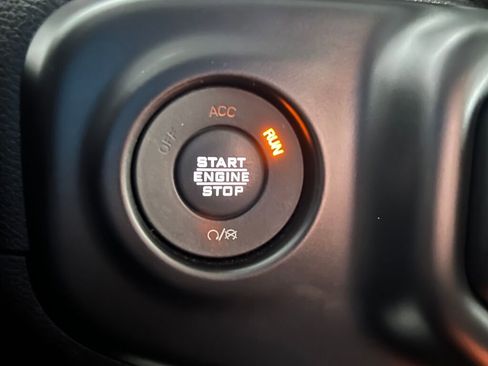 ACC
OFF
RUN
START
ENGINE
STOP